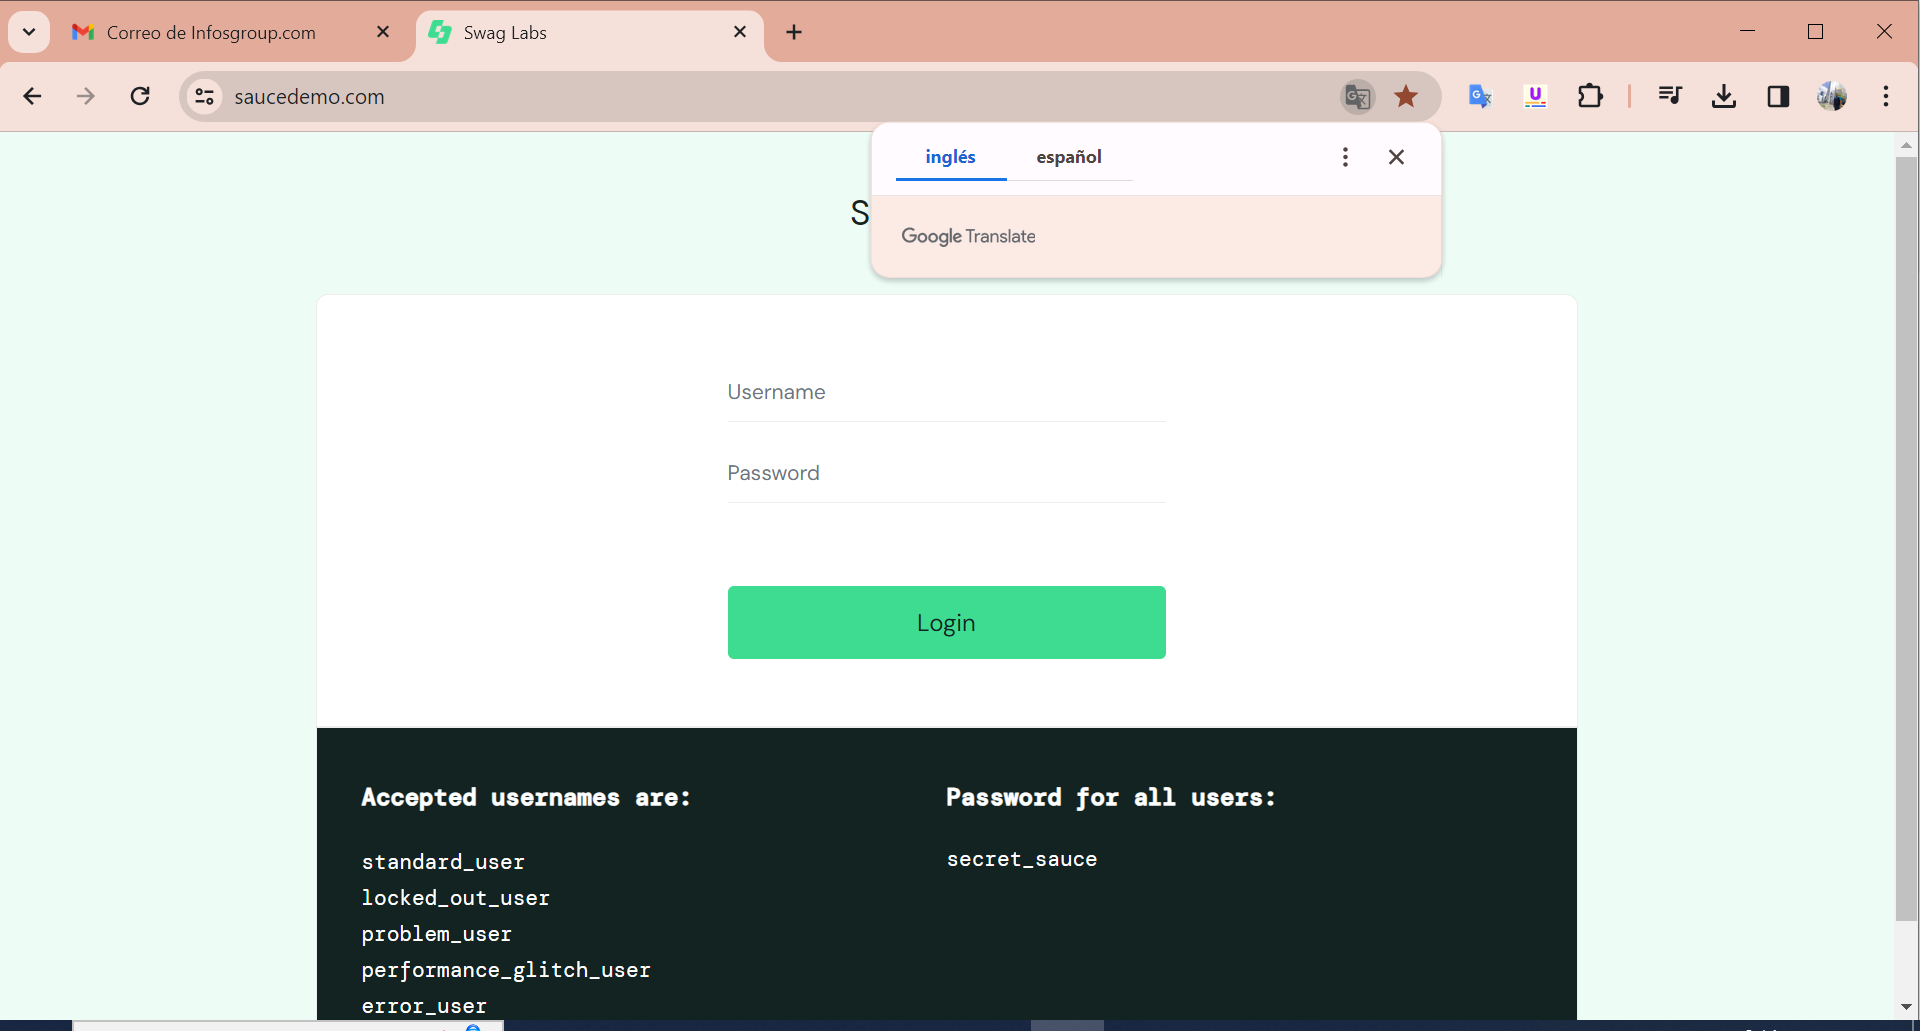 Correo de Infosgroup.com
Swag Labs
saucedemo.com
inglés español
S
Google Translate
Username
Password
Login
Accepted usernames are:
standard_user
locked_out_user
problem_user
performance_glitch_user
error_user
Password for all users:
secret_sauce